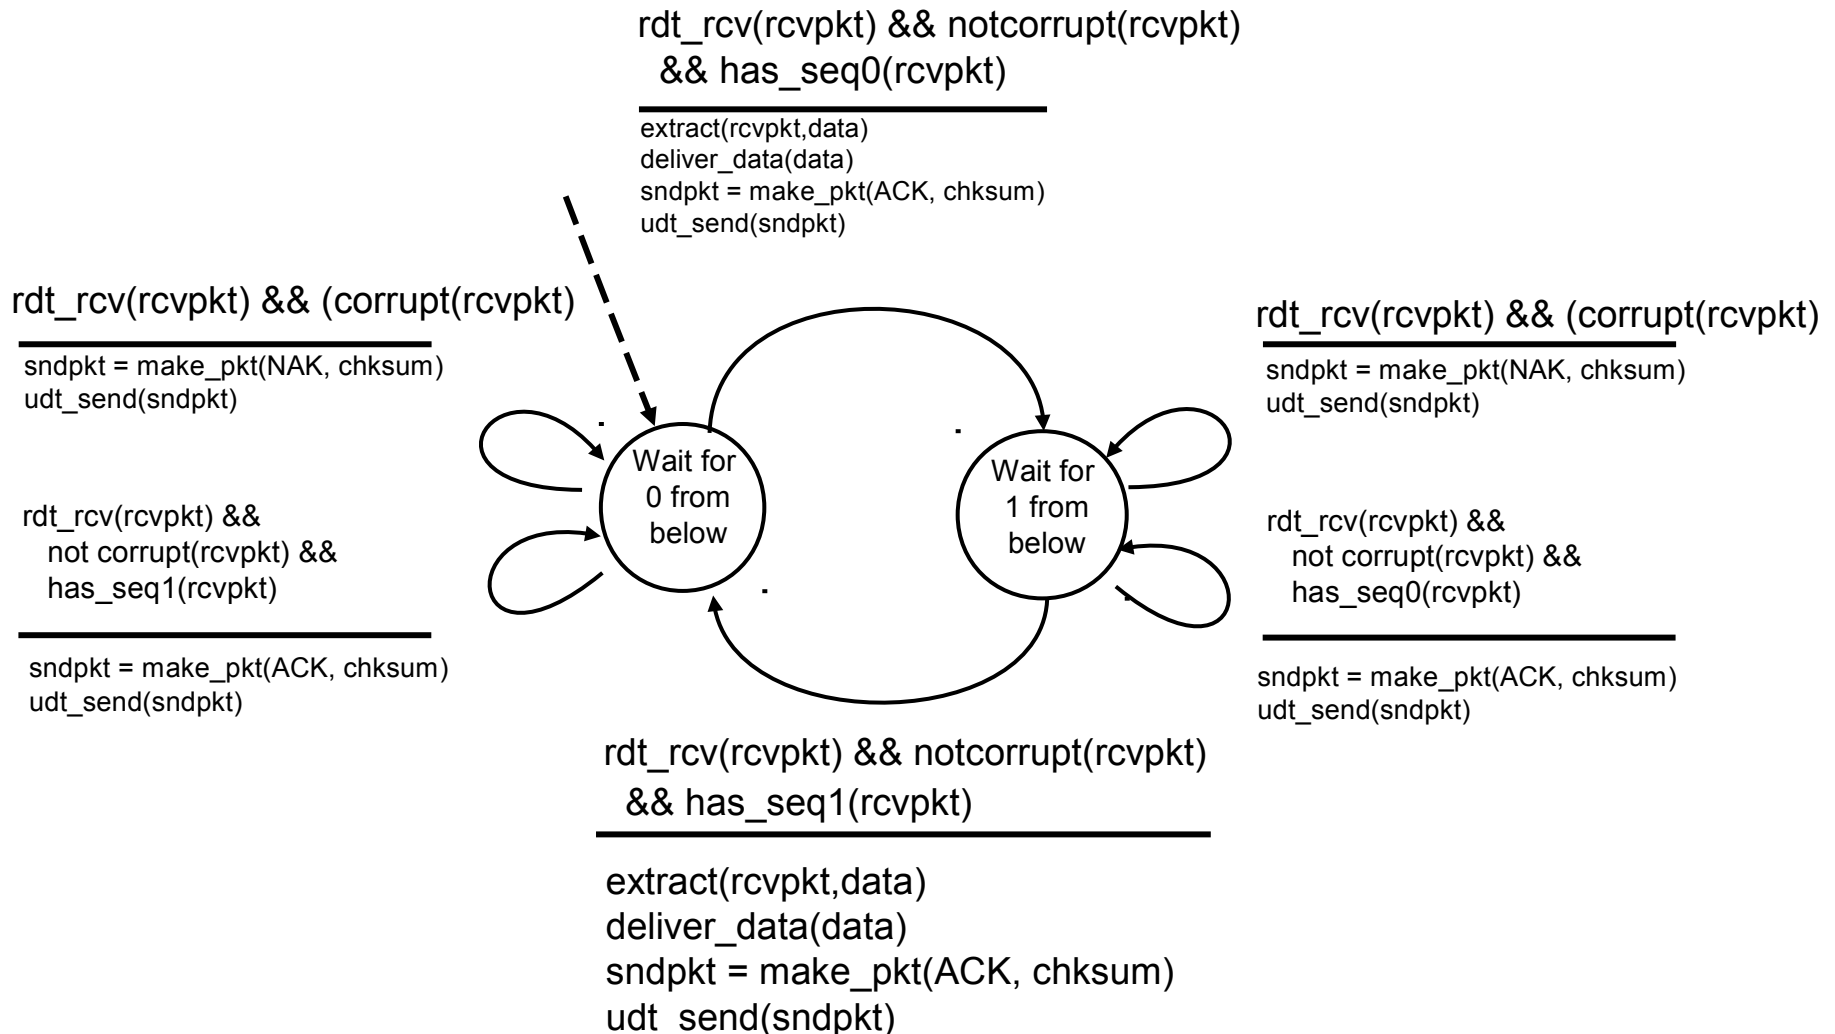 rdt_rcv(rcvpkt) && notcorrupt(rcvpkt)
&& has_seq0(rcvpkt)
extract(rcvpkt,data)
deliver_data(data)
sndpkt = make_pkt(ACK, chksum)
udt_send(sndpkt)
rdt_rcv(rcvpkt) && (corrupt(rcvpkt)
sndpkt = make_pkt(NAK, chksum)
udt_send(sndpkt)
rdt_rcv(rcvpkt) &&
not corrupt(rcvpkt) &&
has_seq1(rcvpkt)
sndpkt = make_pkt(ACK, chksum)
udt_send(sndpkt)
Wait for
0 from
below
Wait for
1 from
below
rdt_rcv(rcvpkt) && (corrupt(rcvpkt)
sndpkt = make_pkt(NAK, chksum)
udt_send(sndpkt)
rdt_rcv(rcvpkt) &&
not corrupt(rcvpkt) &&
has_seq0(rcvpkt)
sndpkt = make_pkt(ACK, chksum)
udt_send(sndpkt)
rdt_rcv(rcvpkt) && notcorrupt(rcvpkt)
&& has_seq1(rcvpkt)
extract(rcvpkt,data)
deliver_data(data)
sndpkt = make_pkt(ACK, chksum)
udt_send(sndpkt)